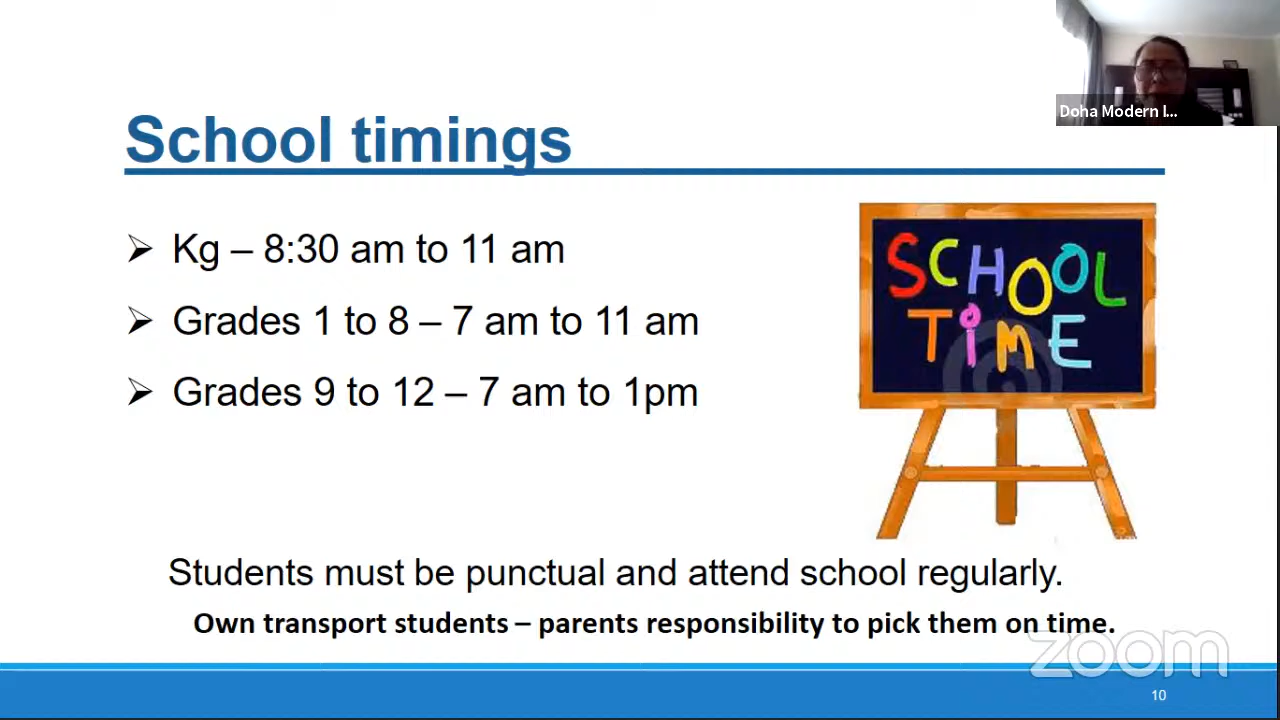 Doha Modern I...
School timings
➢ Kg – 8:30 am to 11 am
➢ Grades 1 to 8 – 7 am to 11 am
➢ Grades 9 to 12 – 7 am to 1pm
SCHOOL
TiME
Students must be punctual and attend school regularly.
Own transport students – parents responsibility to pick them on time.
zoom
10